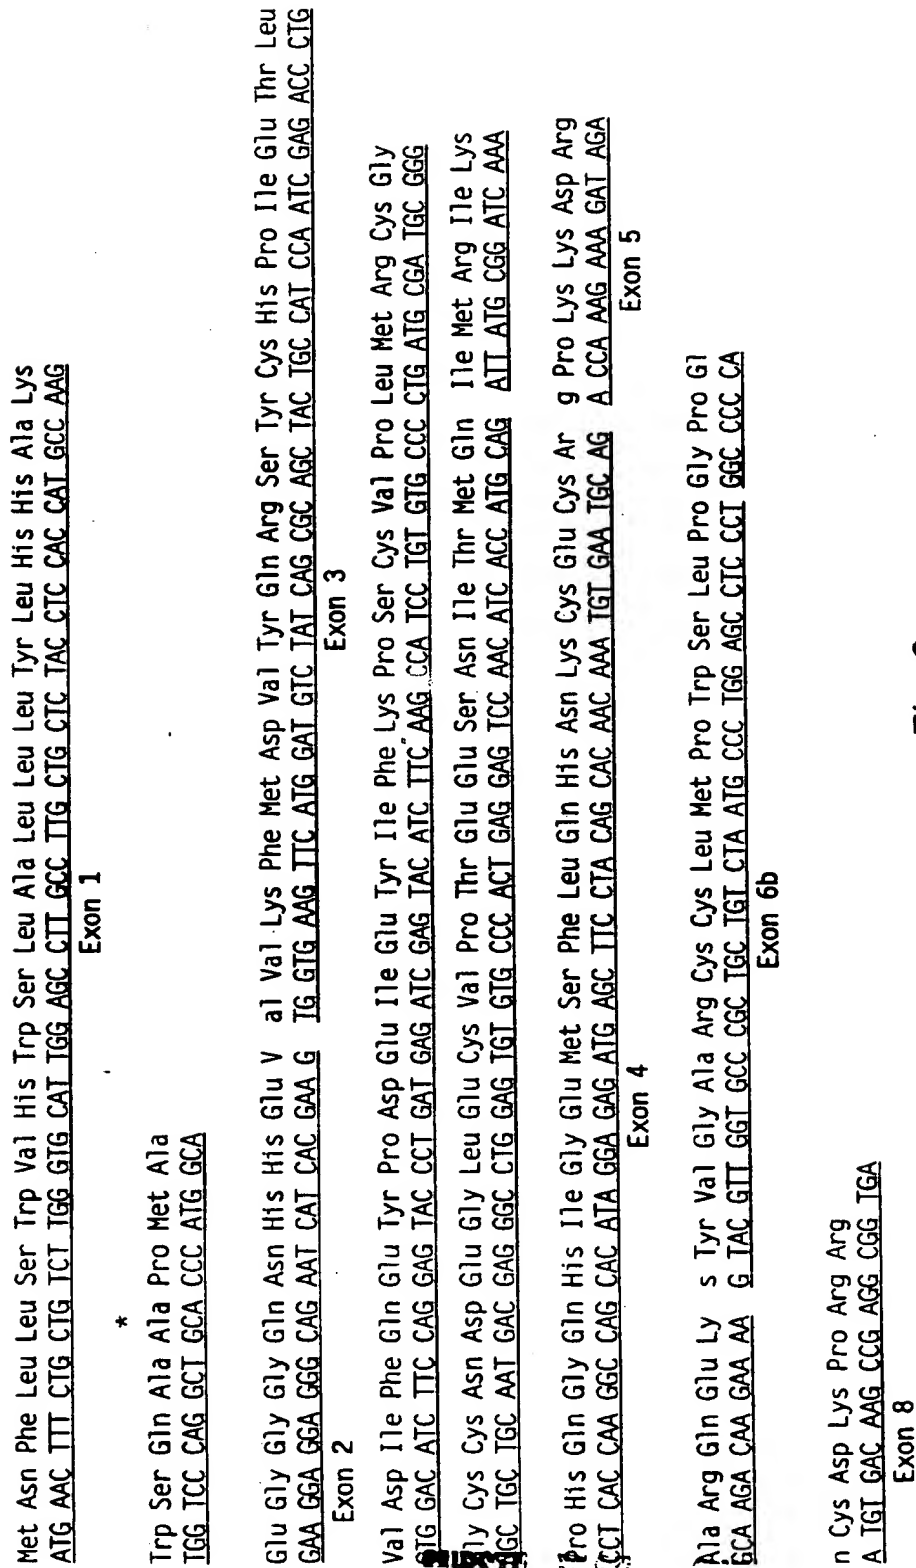 Met Asn Phe Leu Leu Ser Trp Val His Trp Ser Leu Ala Leu Leu Leu Tyr Leu His His Ala Lys
ATG AAC TTT CTG CTG TCT TGG GTG CAT TGG AGC CTT GCC TTG CTG CTC TAC CTC CAC CAT GCC AAG
Exon 1
*
Trp Ser Gln Ala Ala Pro Met Ala
TGG TCC CAG GCT GCA CCC ATG GCA
Glu Gly Gly Gly Gln Asn His His Glu V al Val Lys Phe Met Asp Val Tyr Gln Arg Ser Tyr Cys His Pro Ile Glu Thr Leu
GAA GGA GGA GGG CAG AAT CAT CAC GAA G TG GTG AAG TTC ATG GAT GTC TAT CAG CGC AGC TAC TGC CAT CCA ATC GAG ACC CTG
Exon 2 Exon 3
Val Asp Ile Phe Gln Glu Tyr Pro Asp Glu Ile Glu Tyr Ile Phe Lys Pro Ser Cys Val Pro Leu Met Arg Cys Gly
GTG GAC ATC TTC CAG GAG TAC CCT GAT GAG ATC GAG TAC ATC TTC AAG CCA TCC TGT GTG CCC CTG ATG CGA TGC GGG
ly Cys Cys Asn Asp Glu Gly Leu Glu Cys Val Pro Thr Glu Glu Ser Asn Ile Thr Met Gln Ile Met Arg Ile Lys
GC TGC TGC AAT GAC GAG GGC CTG GAG TGT GTG CCC ACT GAG GAG TCC AAC ATC ACC ATG CAG ATT ATG CGG ATC AAA
Pro His Gln Gly Gln His Ile Gly Glu Met Ser Phe Leu Gln His Asn Lys Cys Glu Cys Ar g Pro Lys Lys Asp Arg
CCT CAC CAA GGC CAG CAC ATA GGA GAG ATG AGC TTC CTA CAG CAC AAC AAA TGT GAA TGC AG A CCA AAG AAA GAT AGA
Exon 4 Exon 5
Ala Arg Gln Glu Ly s Tyr Val Gly Ala Arg Cys Cys Leu Met Pro Trp Ser Leu Pro Gly Pro Gl
GCA AGA CAA GAA AA G TAC GTT GGT GCC CGC TGC TGT CTA ATG CCC TGG AGC CTC CCT GGC CCC CA
Exon 6b
n Cys Asp Lys Pro Arg Arg
A TGT GAC AAG CCG AGG CGG TGA
Exon 8